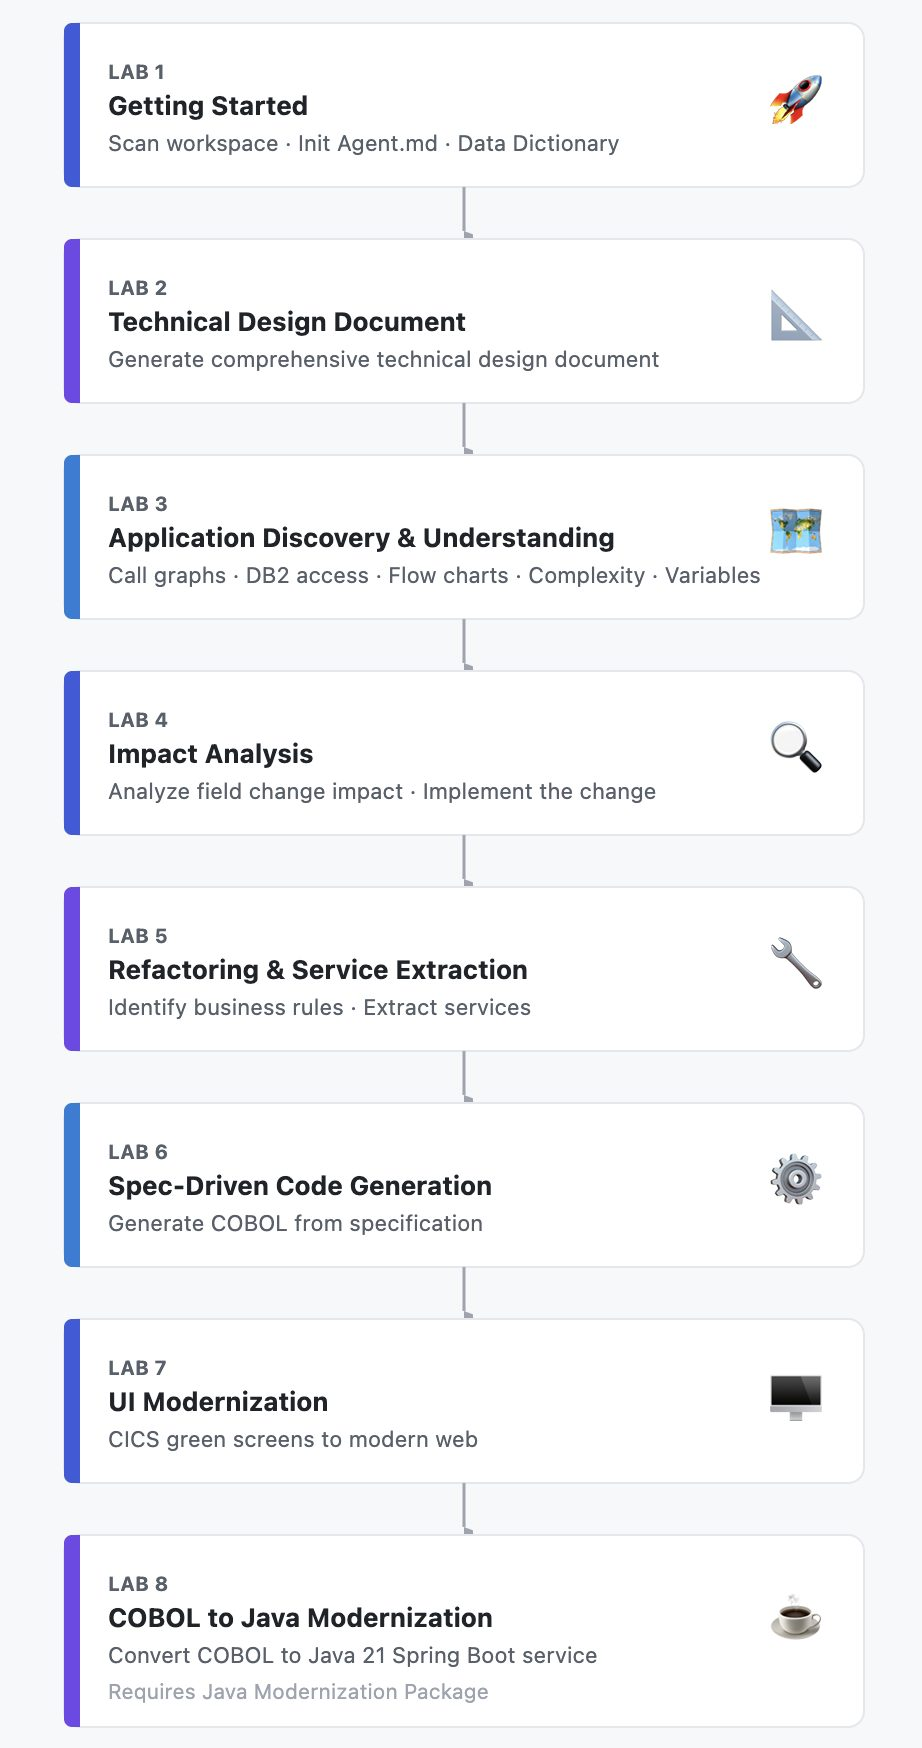 LAB 1
Getting Started
Scan workspace · Init Agent.md · Data Dictionary
LAB 2
Technical Design Document
Generate comprehensive technical design document
LAB 3
Application Discovery & Understanding
Call graphs · DB2 access · Flow charts · Complexity · Variables
LAB 4
Impact Analysis
Analyze field change impact · Implement the change
LAB 5
Refactoring & Service Extraction
Identify business rules · Extract services
LAB 6
Spec-Driven Code Generation
Generate COBOL from specification
LAB 7
UI Modernization
CICS green screens to modern web
LAB 8
COBOL to Java Modernization
Convert COBOL to Java 21 Spring Boot service
Requires Java Modernization Package